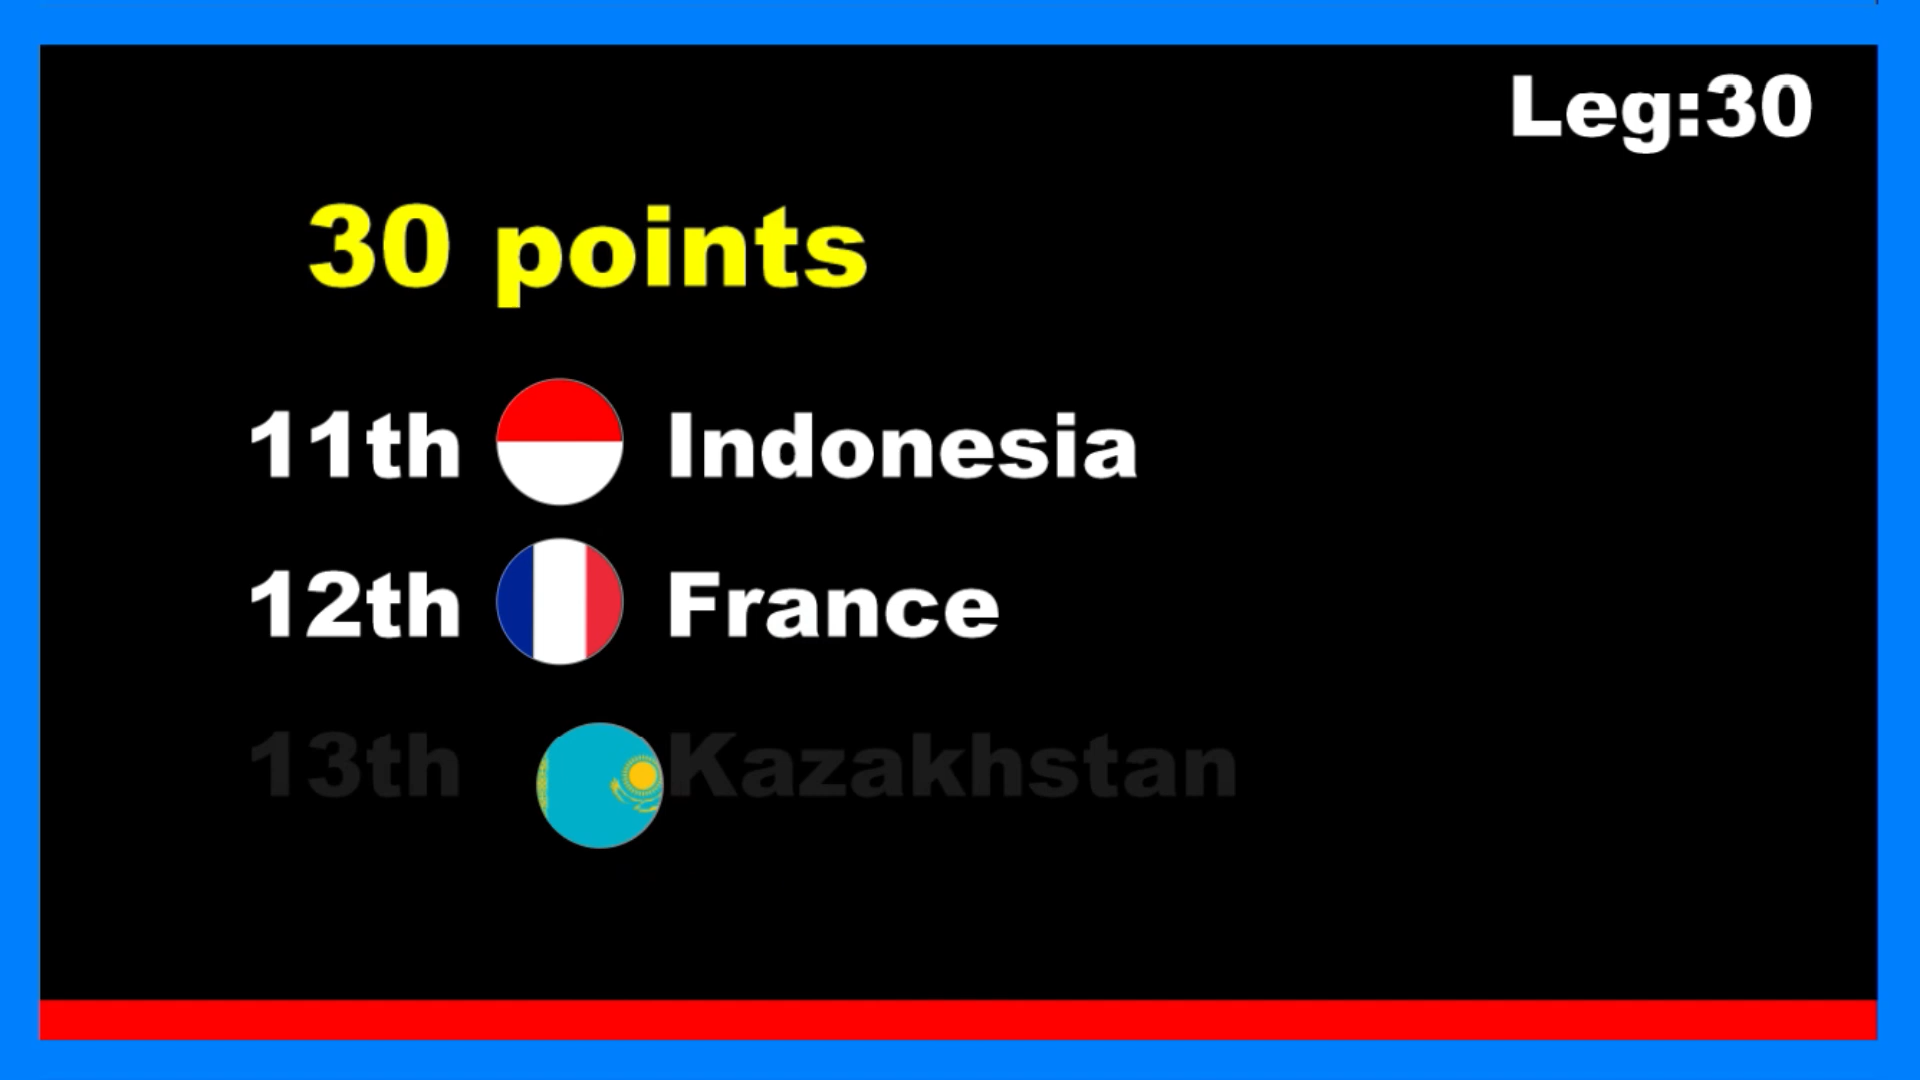 Leg:30
30 points
11th Indonesia
12th France
13th Kazakhstan